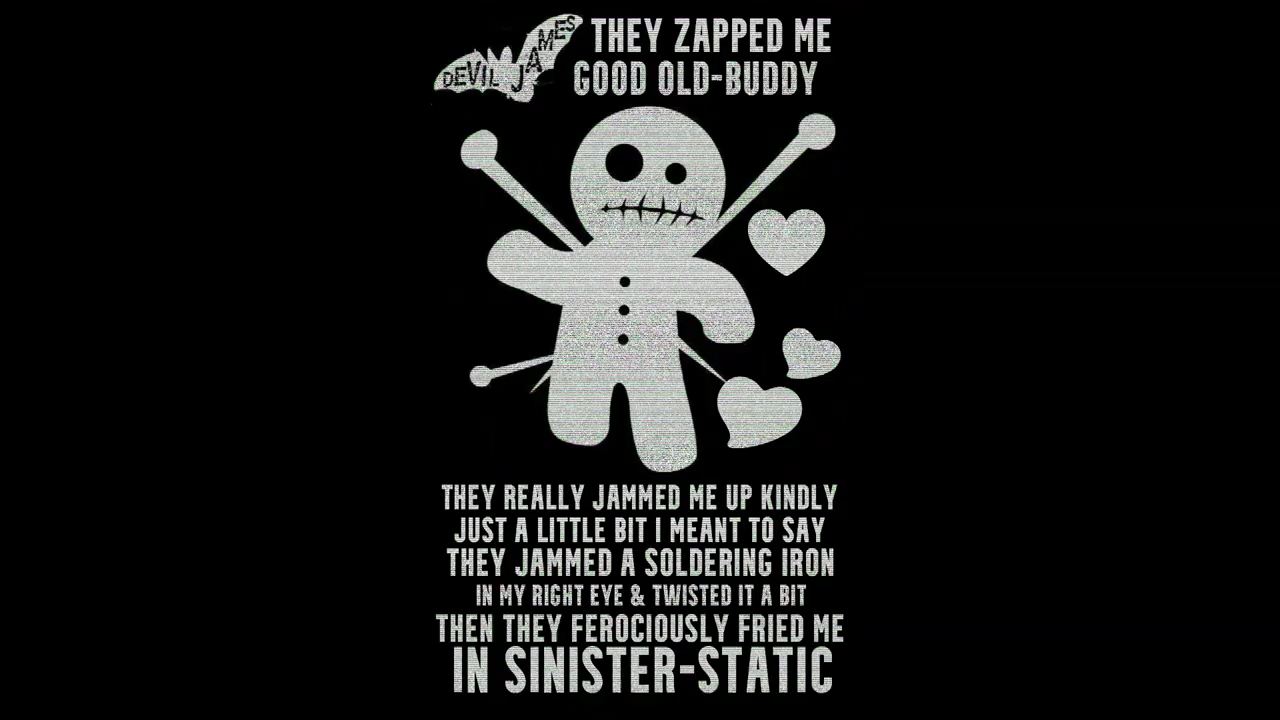 DEVIL JAMES
THEY ZAPPED ME
GOOD OLD-BUDDY
THEY REALLY JAMMED ME UP KINDLY
JUST A LITTLE BIT I MEANT TO SAY
THEY JAMMED A SOLDERING IRON
IN MY RIGHT EYE & TWISTED IT A BIT
THEN THEY FEROCIOUSLY FRIED ME
IN SINISTER-STATIC